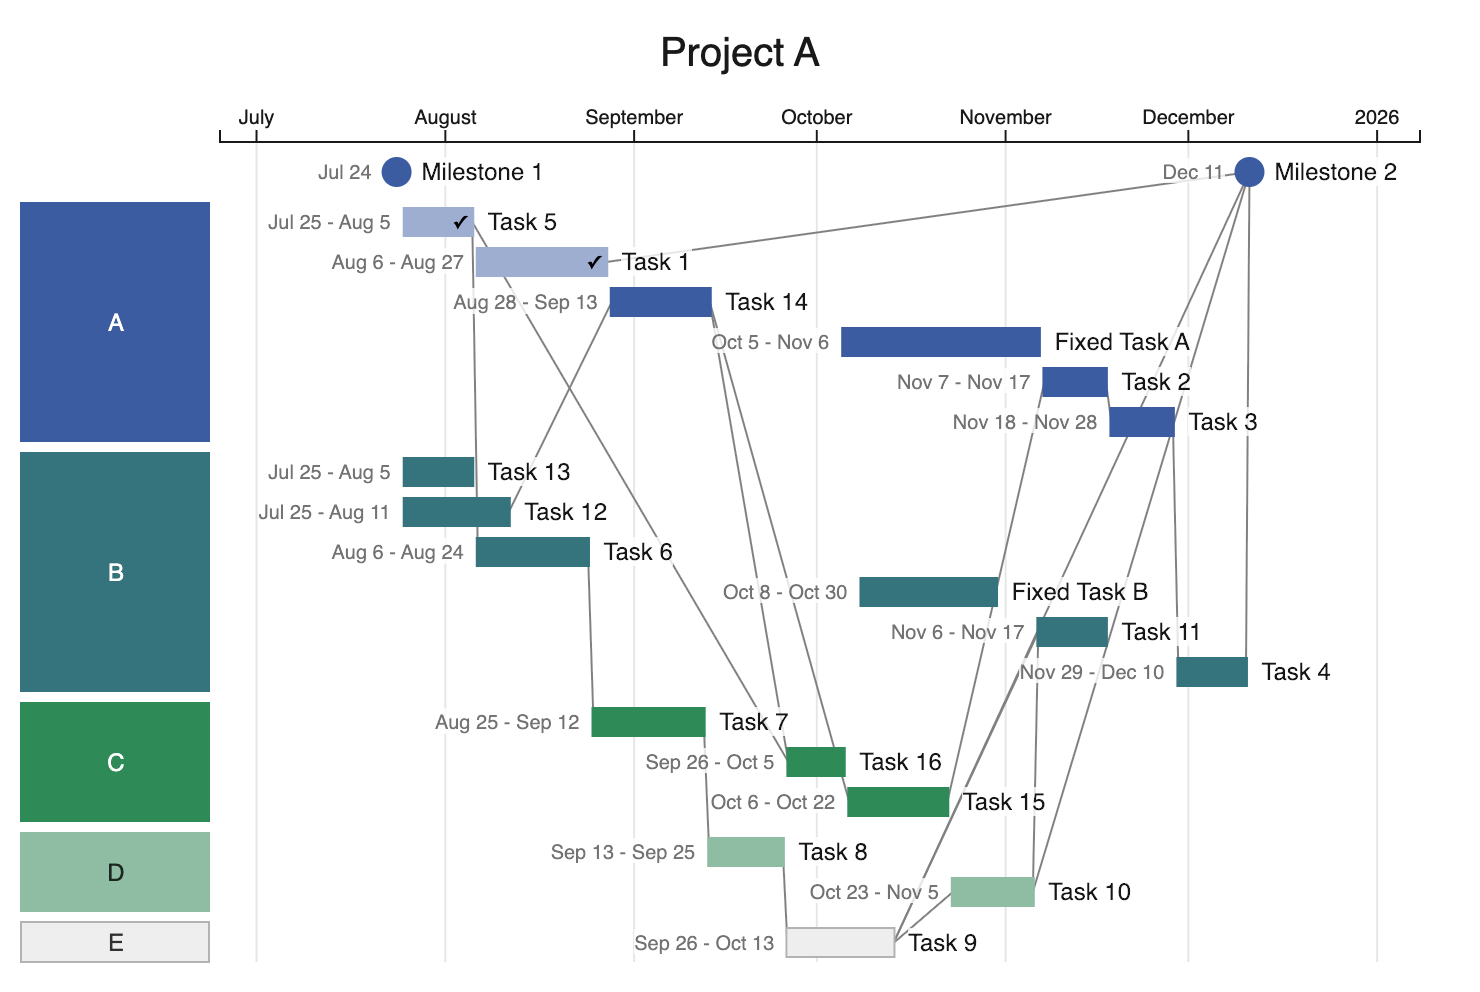 Project A
July August September October November December 2026
Jul 24 Milestone 1 Dec 11 Milestone 2
A
Jul 25 - Aug 5 ✔ Task 5
Aug 6 - Aug 27 ✔ Task 1
Aug 28 - Sep 13 Task 14
Oct 5 - Nov 6 Fixed Task A
Nov 7 - Nov 17 Task 2
Nov 18 - Nov 28 Task 3
B
Jul 25 - Aug 5 Task 13
Jul 25 - Aug 11 Task 12
Aug 6 - Aug 24 Task 6
Oct 8 - Oct 30 Fixed Task B
Nov 6 - Nov 17 Task 11
Nov 29 - Dec 10 Task 4
C
Aug 25 - Sep 12 Task 7
Sep 26 - Oct 5 Task 16
Oct 6 - Oct 22 Task 15
D
Sep 13 - Sep 25 Task 8
Oct 23 - Nov 5 Task 10
E
Sep 26 - Oct 13 Task 9